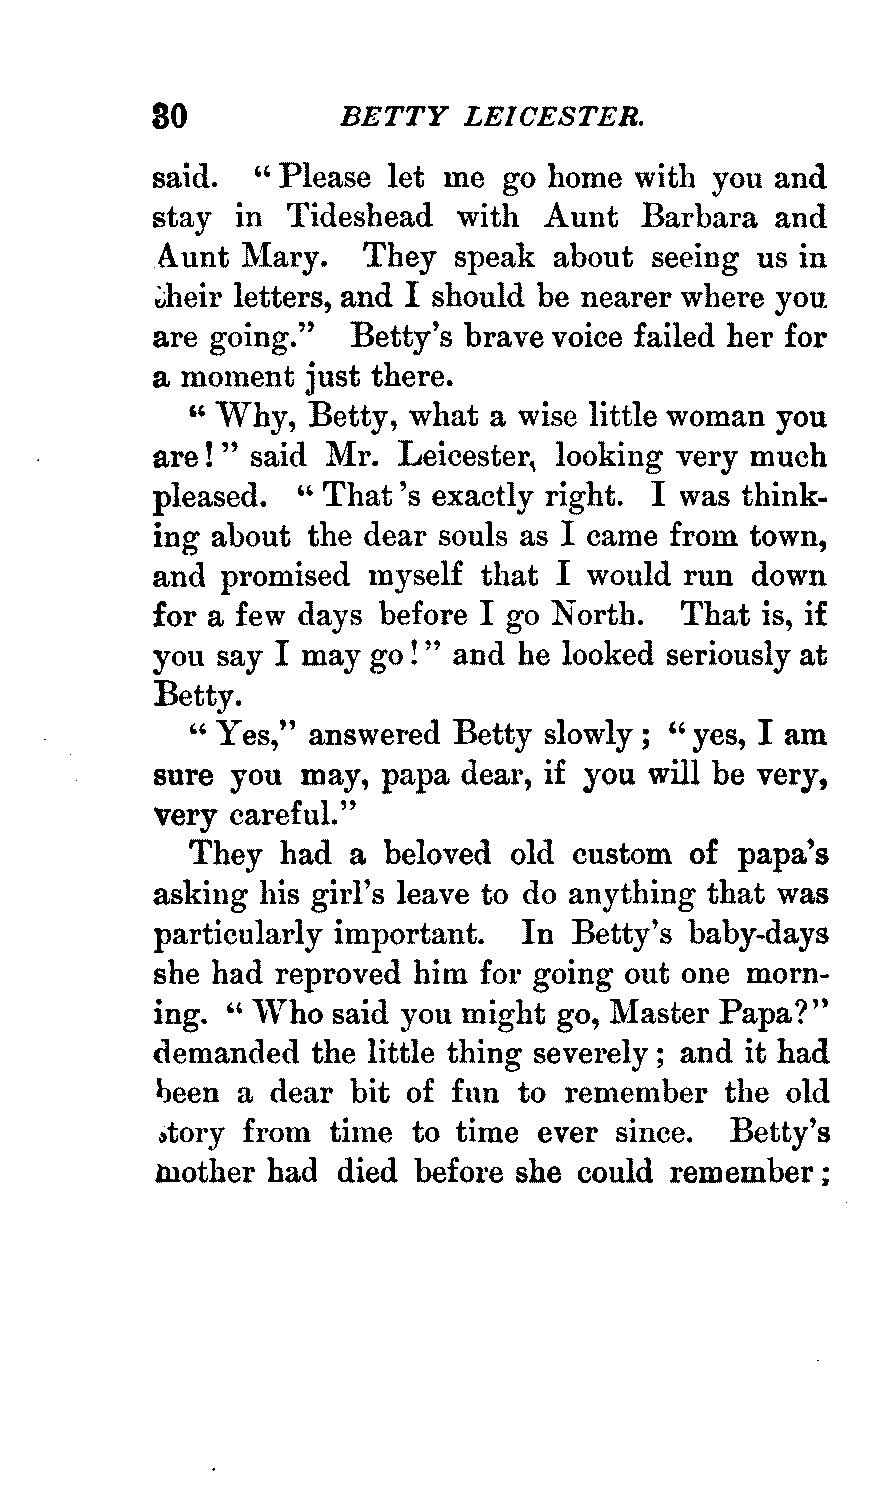 30 BETTY LEICESTER.
said. “Please let me go home with you and
stay in Tideshead with Aunt Barbara and
Aunt Mary. They speak about seeing us in
their letters, and I should be nearer where you
are going.” Betty’s brave voice failed her for
a moment just there.
“Why, Betty, what a wise little woman you
are!” said Mr. Leicester, looking very much
pleased. “That’s exactly right. I was think-
ing about the dear souls as I came from town,
and promised myself that I would run down
for a few days before I go North. That is, if
you say I may go!” and he looked seriously at
Betty.
“Yes,” answered Betty slowly; “yes, I am
sure you may, papa dear, if you will be very,
very careful.”
They had a beloved old custom of papa’s
asking his girl’s leave to do anything that was
particularly important. In Betty’s baby-days
she had reproved him for going out one morn-
ing. “Who said you might go, Master Papa?”
demanded the little thing severely; and it had
been a dear bit of fun to remember the old
story from time to time ever since. Betty’s
mother had died before she could remember;